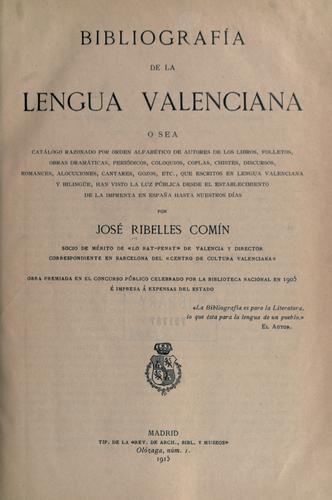 BIBLIOGRAFÍA
DE LA
LENGUA VALENCIANA
O SEA
CATÁLOGO RAZONADO POR ORDEN ALFABÉTICO DE AUTORES DE LOS LIBROS, FOLLETOS,
OBRAS DRAMÁTICAS, PERIÓDICOS, COLOQUIOS, COPLAS, CHISTES, DISCURSOS,
ROMANCES, ALOCUCIONES, CANTARES, GOZOS, ETC., QUE ESCRITOS EN LENGUA VALENCIANA
Y BILINGÜE, HAN VISTO LA LUZ PÚBLICA DESDE EL ESTABLECIMIENTO
DE LA IMPRENTA EN ESPAÑA HASTA NUESTROS DÍAS
POR
JOSÉ RIBELLES COMÍN
SOCIO DE MÉRITO DE «LO RAT-PENAT» DE VALENCIA Y DIRECTOR
CORRESPONDIENTE EN BARCELONA DEL «CENTRO DE CULTURA VALENCIANA»
OBRA PREMIADA EN EL CONCURSO PÚBLICO CELEBRADO POR LA BIBLIOTECA NACIONAL EN 1905
É IMPRESA Á EXPENSAS DEL ESTADO
«La Bibliografía es para la Literatura,
lo que ésta para la lengua de un pueblo.»
EL AUTOR.
MADRID
TIP. DE LA «REV. DE ARCH., BIBL. Y MUSEOS»
Olózaga, núm. 1.
1915